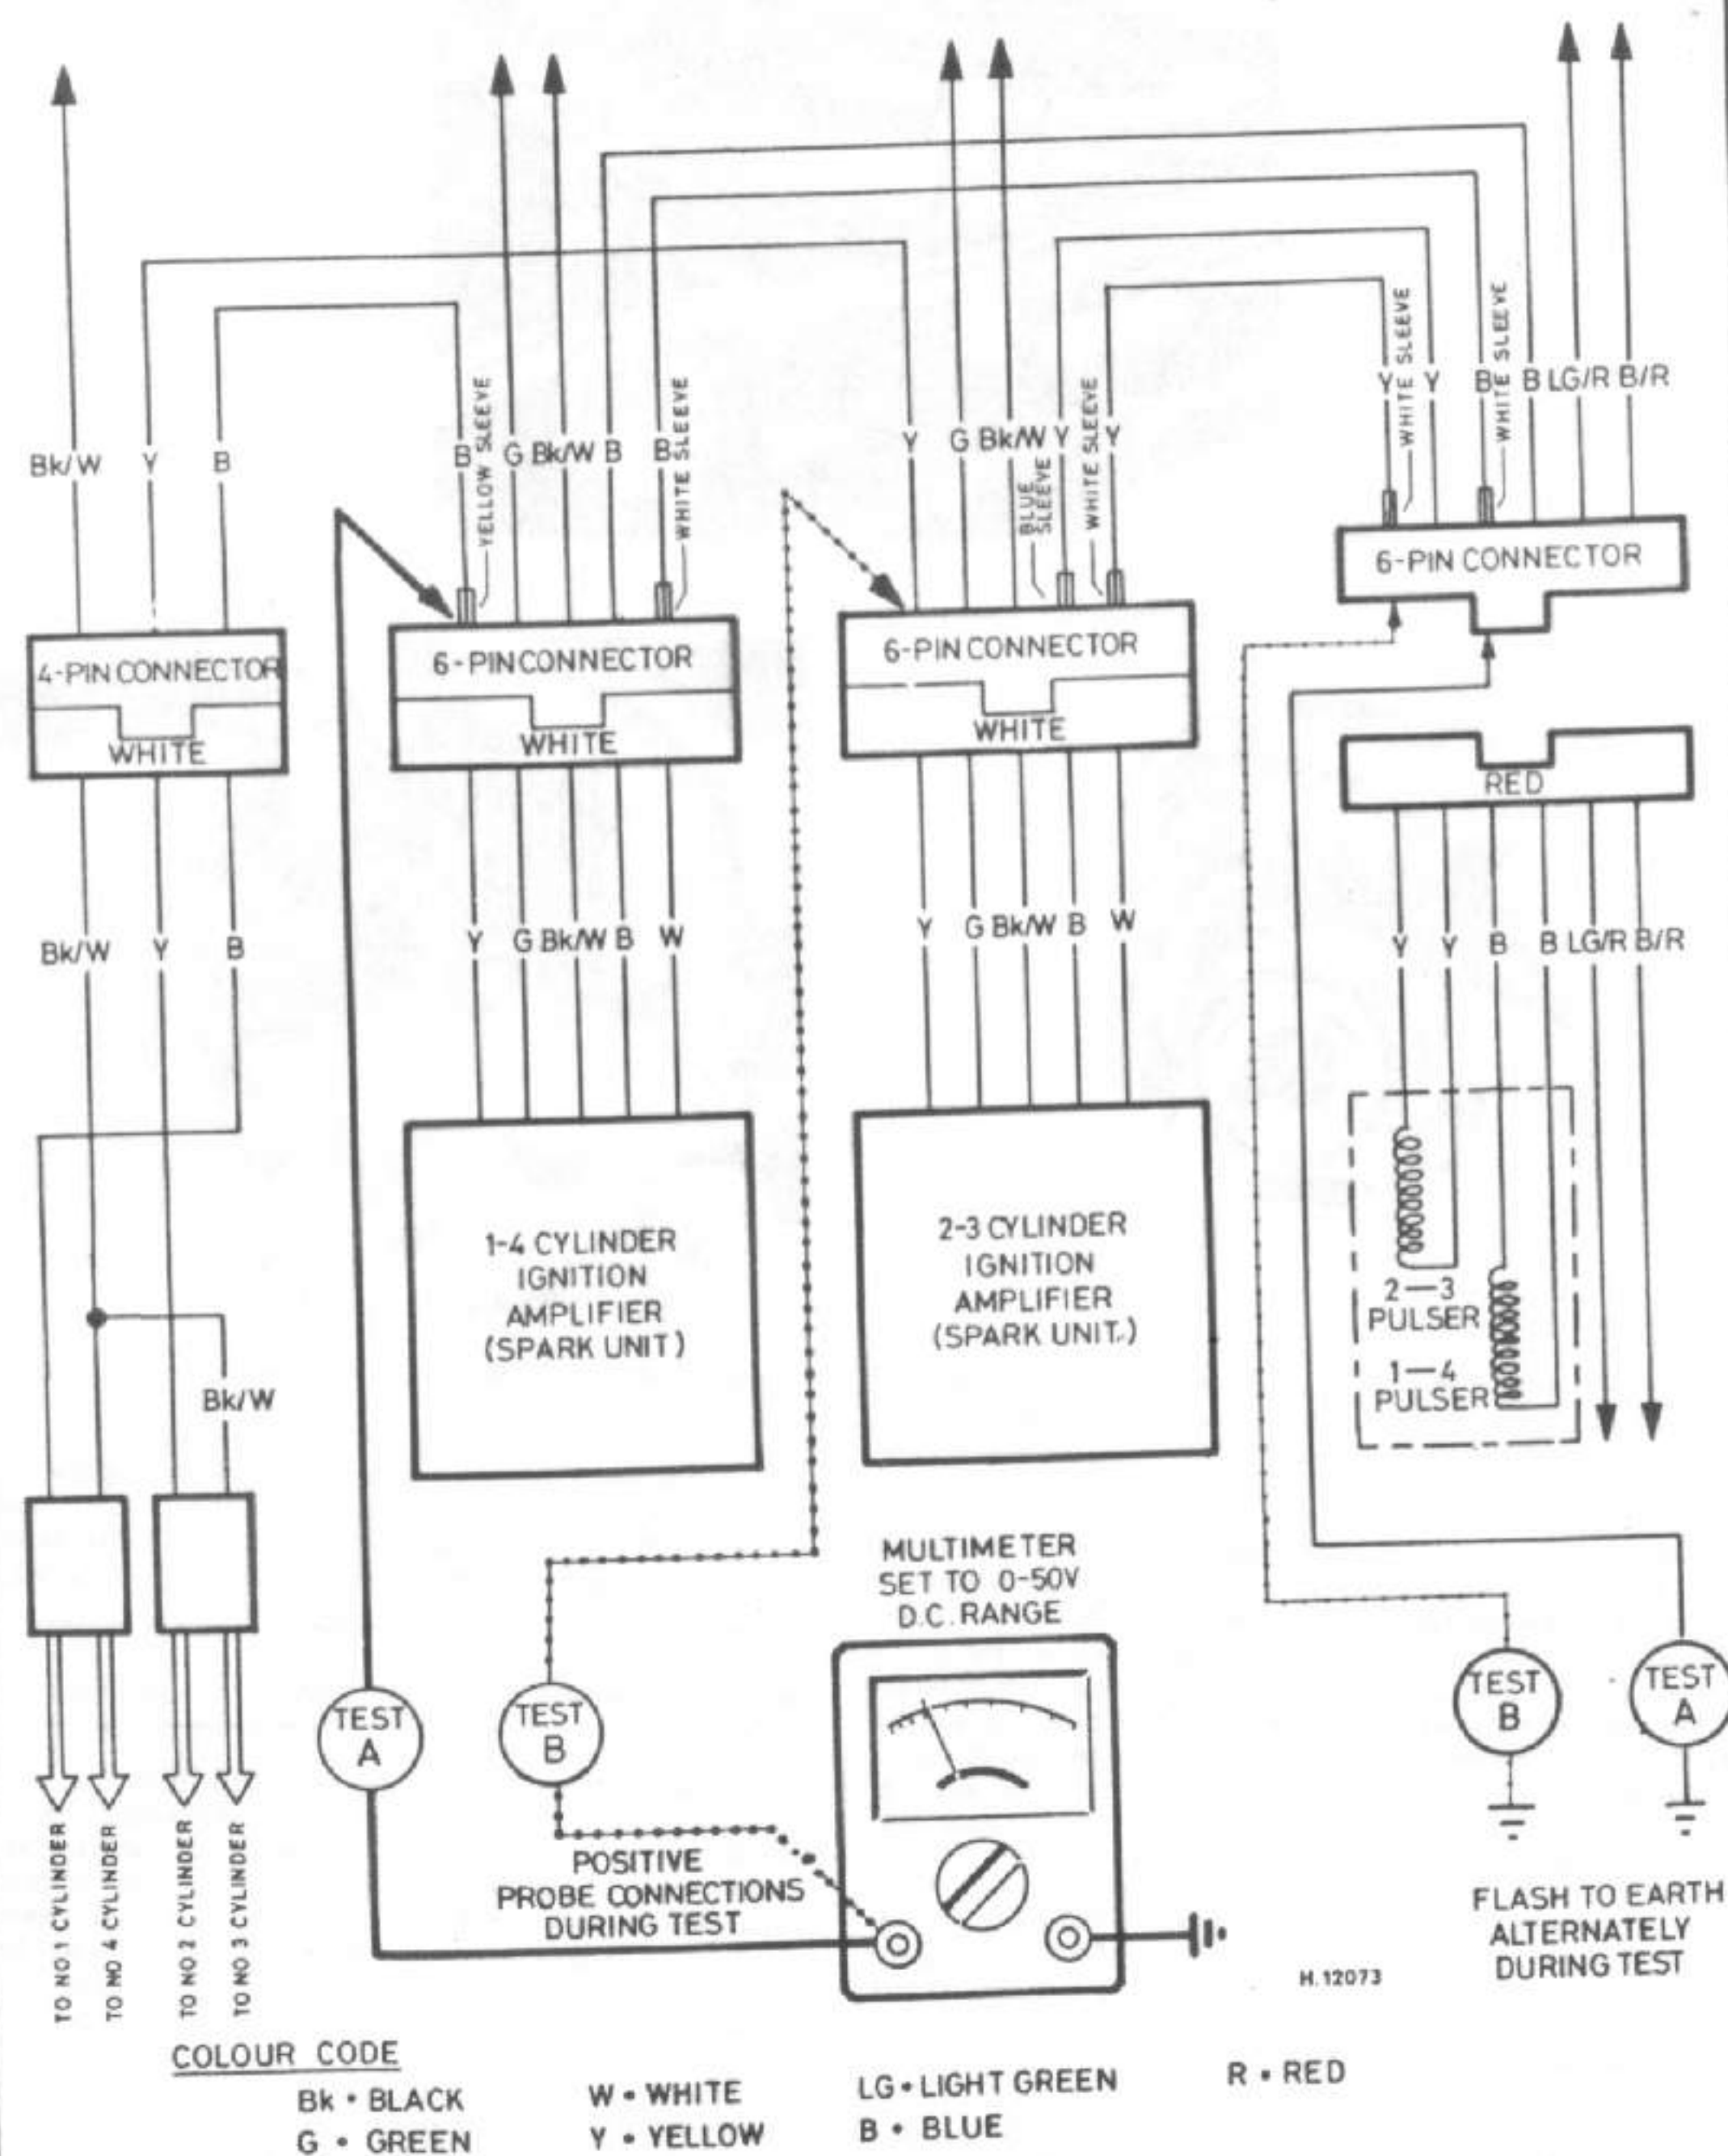 Y
WHITE SLEEVE
Y
B
WHITE SLEEVE
B LG/R B/R
Bk/W
Y
B
B
YELLOW SLEEVE
G Bk/W B
B
WHITE SLEEVE
Y
G Bk/W Y
BLUE
SLEEVE
WHITE SLEEVE
Y
4-PIN CONNECTOR
WHITE
6-PIN CONNECTOR
WHITE
6-PIN CONNECTOR
WHITE
6-PIN CONNECTOR
RED
Bk/W Y B
Y G Bk/W B W
Y G Bk/W B W
Y Y B B LG/R B/R
Bk/W
1-4 CYLINDER
IGNITION
AMPLIFIER
(SPARK UNIT)
2-3 CYLINDER
IGNITION
AMPLIFIER
(SPARK UNIT.)
2—3
PULSER
1—4
PULSER
MULTIMETER
SET TO 0-50V
D.C. RANGE
TEST
A
TEST
B
TEST
B
TEST
A
TO NO 1 CYLINDER
TO NO 4 CYLINDER
TO NO 2 CYLINDER
TO NO 3 CYLINDER
POSITIVE
PROBE CONNECTIONS
DURING TEST
FLASH TO EARTH
ALTERNATELY
DURING TEST
H.12073
COLOUR CODE
Bk • BLACK
W • WHITE
LG • LIGHT GREEN
R • RED
G • GREEN
Y • YELLOW
B • BLUE